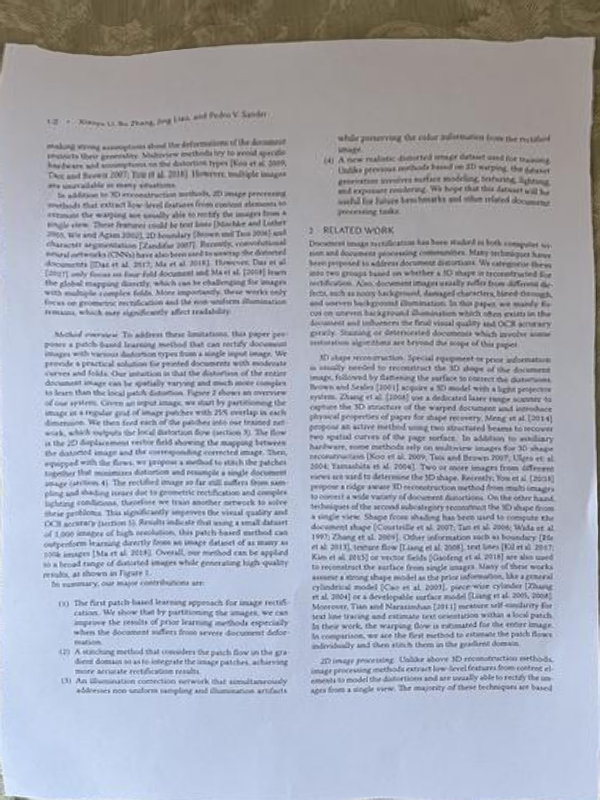 1:2 • Xiaoyu Li, Bo Zhang, Jing Liao, and Pedro V. Sander
making strong assumptions about the deformations of the document
restricts their generality. Multiview methods try to avoid specific
hardware and assumptions on the distortion types [Koo et al. 2009;
Tsoi and Brown 2007; You et al. 2018]. However, multiple images
are unavailable in many situations.
In addition to 3D reconstruction methods, 2D image processing
methods that extract low-level features from content elements to
estimate the warping are usually able to rectify the images from a
single view. These features could be text lines [Mischke and Luther
2005; Wu and Agam 2002], 2D boundary [Brown and Tsoi 2006] and
character segmentation [Zandifar 2007]. Recently, convolutional
neural networks (CNNs) have also been used to unwrap the distorted
documents [Das et al. 2017; Ma et al. 2018]. However, Das et al.
[2017] only focus on four-fold document and Ma et al. [2018] learn
the global mapping directly, which can be challenging for images
with multiple complex folds. More importantly, these works only
focus on geometric rectification and the non-uniform illumination
remains, which may significantly affect readability.
Method overview To address these limitations, this paper pro-
poses a patch-based learning method that can rectify document
images with various distortion types from a single input image. We
provide a practical solution for printed documents with moderate
curves and folds. Our intuition is that the distortion of the entire
document image can be spatially varying and much more complex
to learn than the local patch distortion. Figure 2 shows an overview
of our system. Given an input image, we start by partitioning the
image in a regular grid of image patches with 25% overlap in each
dimension. We then feed each of the patches into our trained net-
work, which outputs the local distortion flow (section 3). The flow
is the 2D displacement vector field showing the mapping between
the distorted image and the corresponding corrected image. Then,
equipped with the flows, we propose a method to stitch the patches
together that minimizes distortion and resample a single document
image (section 4). The rectified image so far still suffers from sam-
pling and shading issues due to geometric rectification and complex
lighting conditions, therefore we train another network to solve
these problems. This significantly improves the visual quality and
OCR accuracy (section 5). Results indicate that using a small dataset
of 1,000 images of high resolution, this patch-based method can
outperform learning directly from an image dataset of as many as
100k images [Ma et al. 2018]. Overall, our method can be applied
to a broad range of distorted images while generating high-quality
results, as shown in Figure 1.
In summary, our major contributions are:
(1) The first patch-based learning approach for image rectifi-
cation. We show that by partitioning the images, we can
improve the results of prior learning methods especially
when the document suffers from severe document defor-
mation.
(2) A stitching method that considers the patch flow in the gra-
dient domain so as to integrate the image patches, achieving
more accurate rectification results.
(3) An illumination correction network that simultaneously
addresses non-uniform sampling and illumination artifacts
while preserving the color information from the rectified
image.
(4) A new realistic distorted image dataset used for training.
Unlike previous methods based on 2D warping, the dataset
generation involves surface modeling, texturing, lighting,
and exposure rendering. We hope that this dataset will be
useful for future benchmarks and other related document
processing tasks.
2 RELATED WORK
Document image rectification has been studied in both computer vi-
sion and document processing communities. Many techniques have
been proposed to address document distortions. We categorize these
into two groups based on whether a 3D shape is reconstructed for
rectification. Also, document images usually suffer from different de-
fects, such as noisy background, damaged characters, bleed-through,
and uneven background illumination. In this paper, we mainly fo-
cus on uneven background illumination which often exists in the
document and influences the final visual quality and OCR accuracy
greatly. Staining or deteriorated documents which involve some
restoration algorithms are beyond the scope of this paper.
3D shape reconstruction. Special equipment or prior information
is usually needed to reconstruct the 3D shape of the document
image, followed by flattening the surface to correct the distortions.
Brown and Seales [2001] acquire a 3D model with a light projector
system. Zhang et al. [2008] use a dedicated laser range scanner to
capture the 3D structure of the warped document and introduce
physical properties of paper for shape recovery. Meng et al. [2014]
propose an active method using two structured beams to recover
two spatial curves of the page surface. In addition to auxiliary
hardware, some methods rely on multiview images for 3D shape
reconstruction [Koo et al. 2009; Tsoi and Brown 2007; Ulges et al.
2004; Yamashita et al. 2004]. Two or more images from different
views are used to determine the 3D shape. Recently, You et al. [2018]
propose a ridge aware 3D reconstruction method from multi-images
to correct a wide variety of document distortions. On the other hand,
techniques of the second subcategory reconstruct the 3D shape from
a single view. Shape from shading has been used to compute the
document shape [Courteille et al. 2007; Tan et al. 2006; Wada et al.
1997; Zhang et al. 2009]. Other information such as boundary [He
et al. 2013], texture flow [Liang et al. 2008], text lines [Kil et al. 2017;
Kim et al. 2015] or vector fields [Gaofeng et al. 2018] are also used
to reconstruct the surface from single images. Many of these works
assume a strong shape model as the prior information, like a general
cylindrical model [Cao et al. 2003], piece-wise cylinder [Zhang
et al. 2004] or a developable surface model [Liang et al. 2005, 2008].
Moreover, Tian and Narasimhan [2011] measure self-similarity for
text line tracing and estimate text orientation within a local patch.
In their work, the warping flow is estimated for the entire image.
In comparison, we are the first method to estimate the patch flows
individually and then stitch them in the gradient domain.
2D image processing. Unlike above 3D reconstruction methods,
image processing methods extract low-level features from content el-
ements to model the distortions and are usually able to rectify the im-
ages from a single view. The majority of these techniques are based